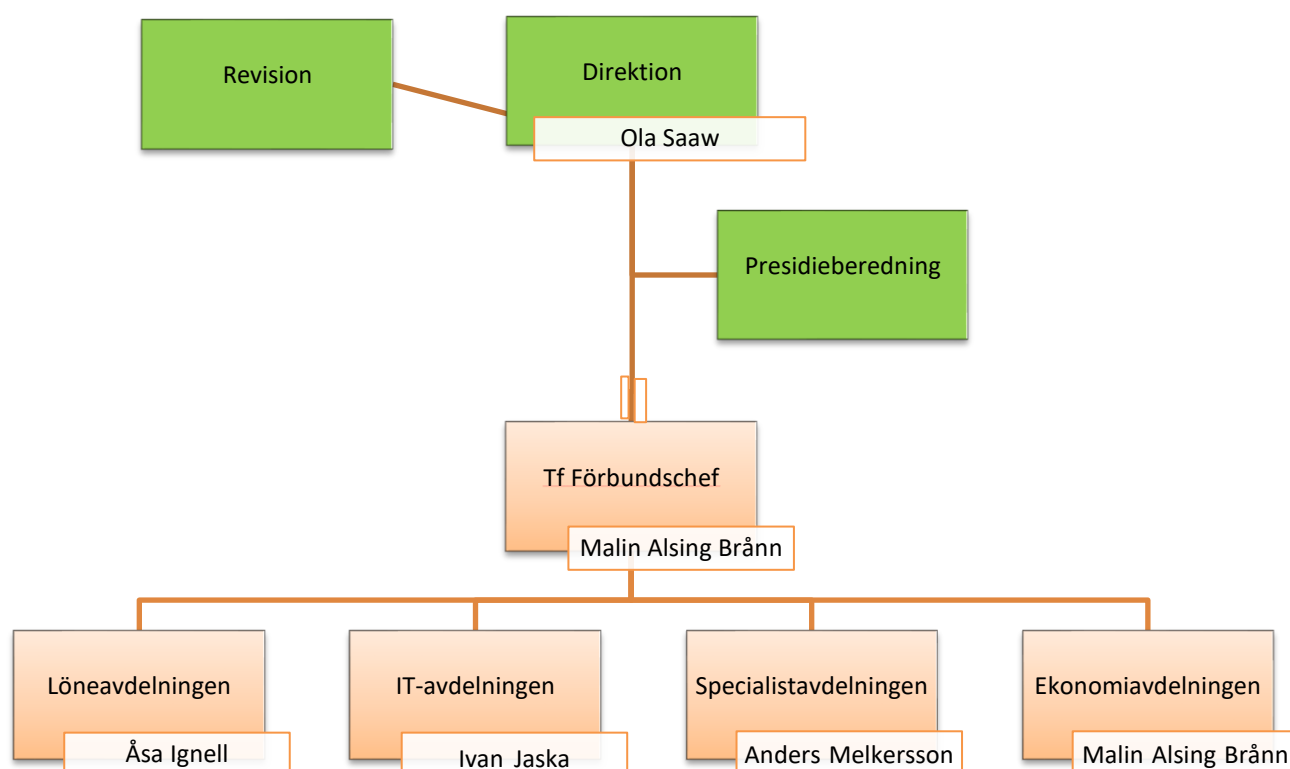 Revision
Direktion
Ola Saaw
Presidieberedning
Tf Förbundschef
Malin Alsing Brånn
Löneavdelningen
Åsa Ignell
IT-avdelningen
Ivan Jaska
Specialistavdelningen
Anders Melkersson
Ekonomiavdelningen
Malin Alsing Brånn